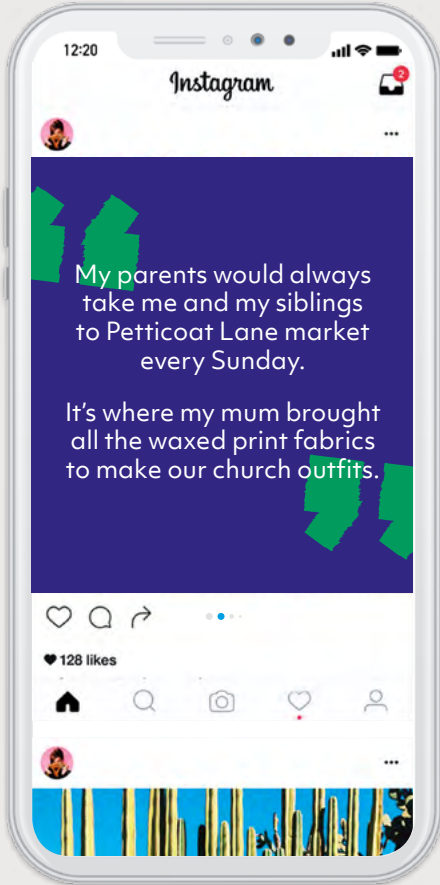 12:20
Instagram
2
My parents would always
take me and my siblings
to Petticoat Lane market
every Sunday.
It's where my mum brought
all the waxed print fabrics
to make our church outfits.
128 likes